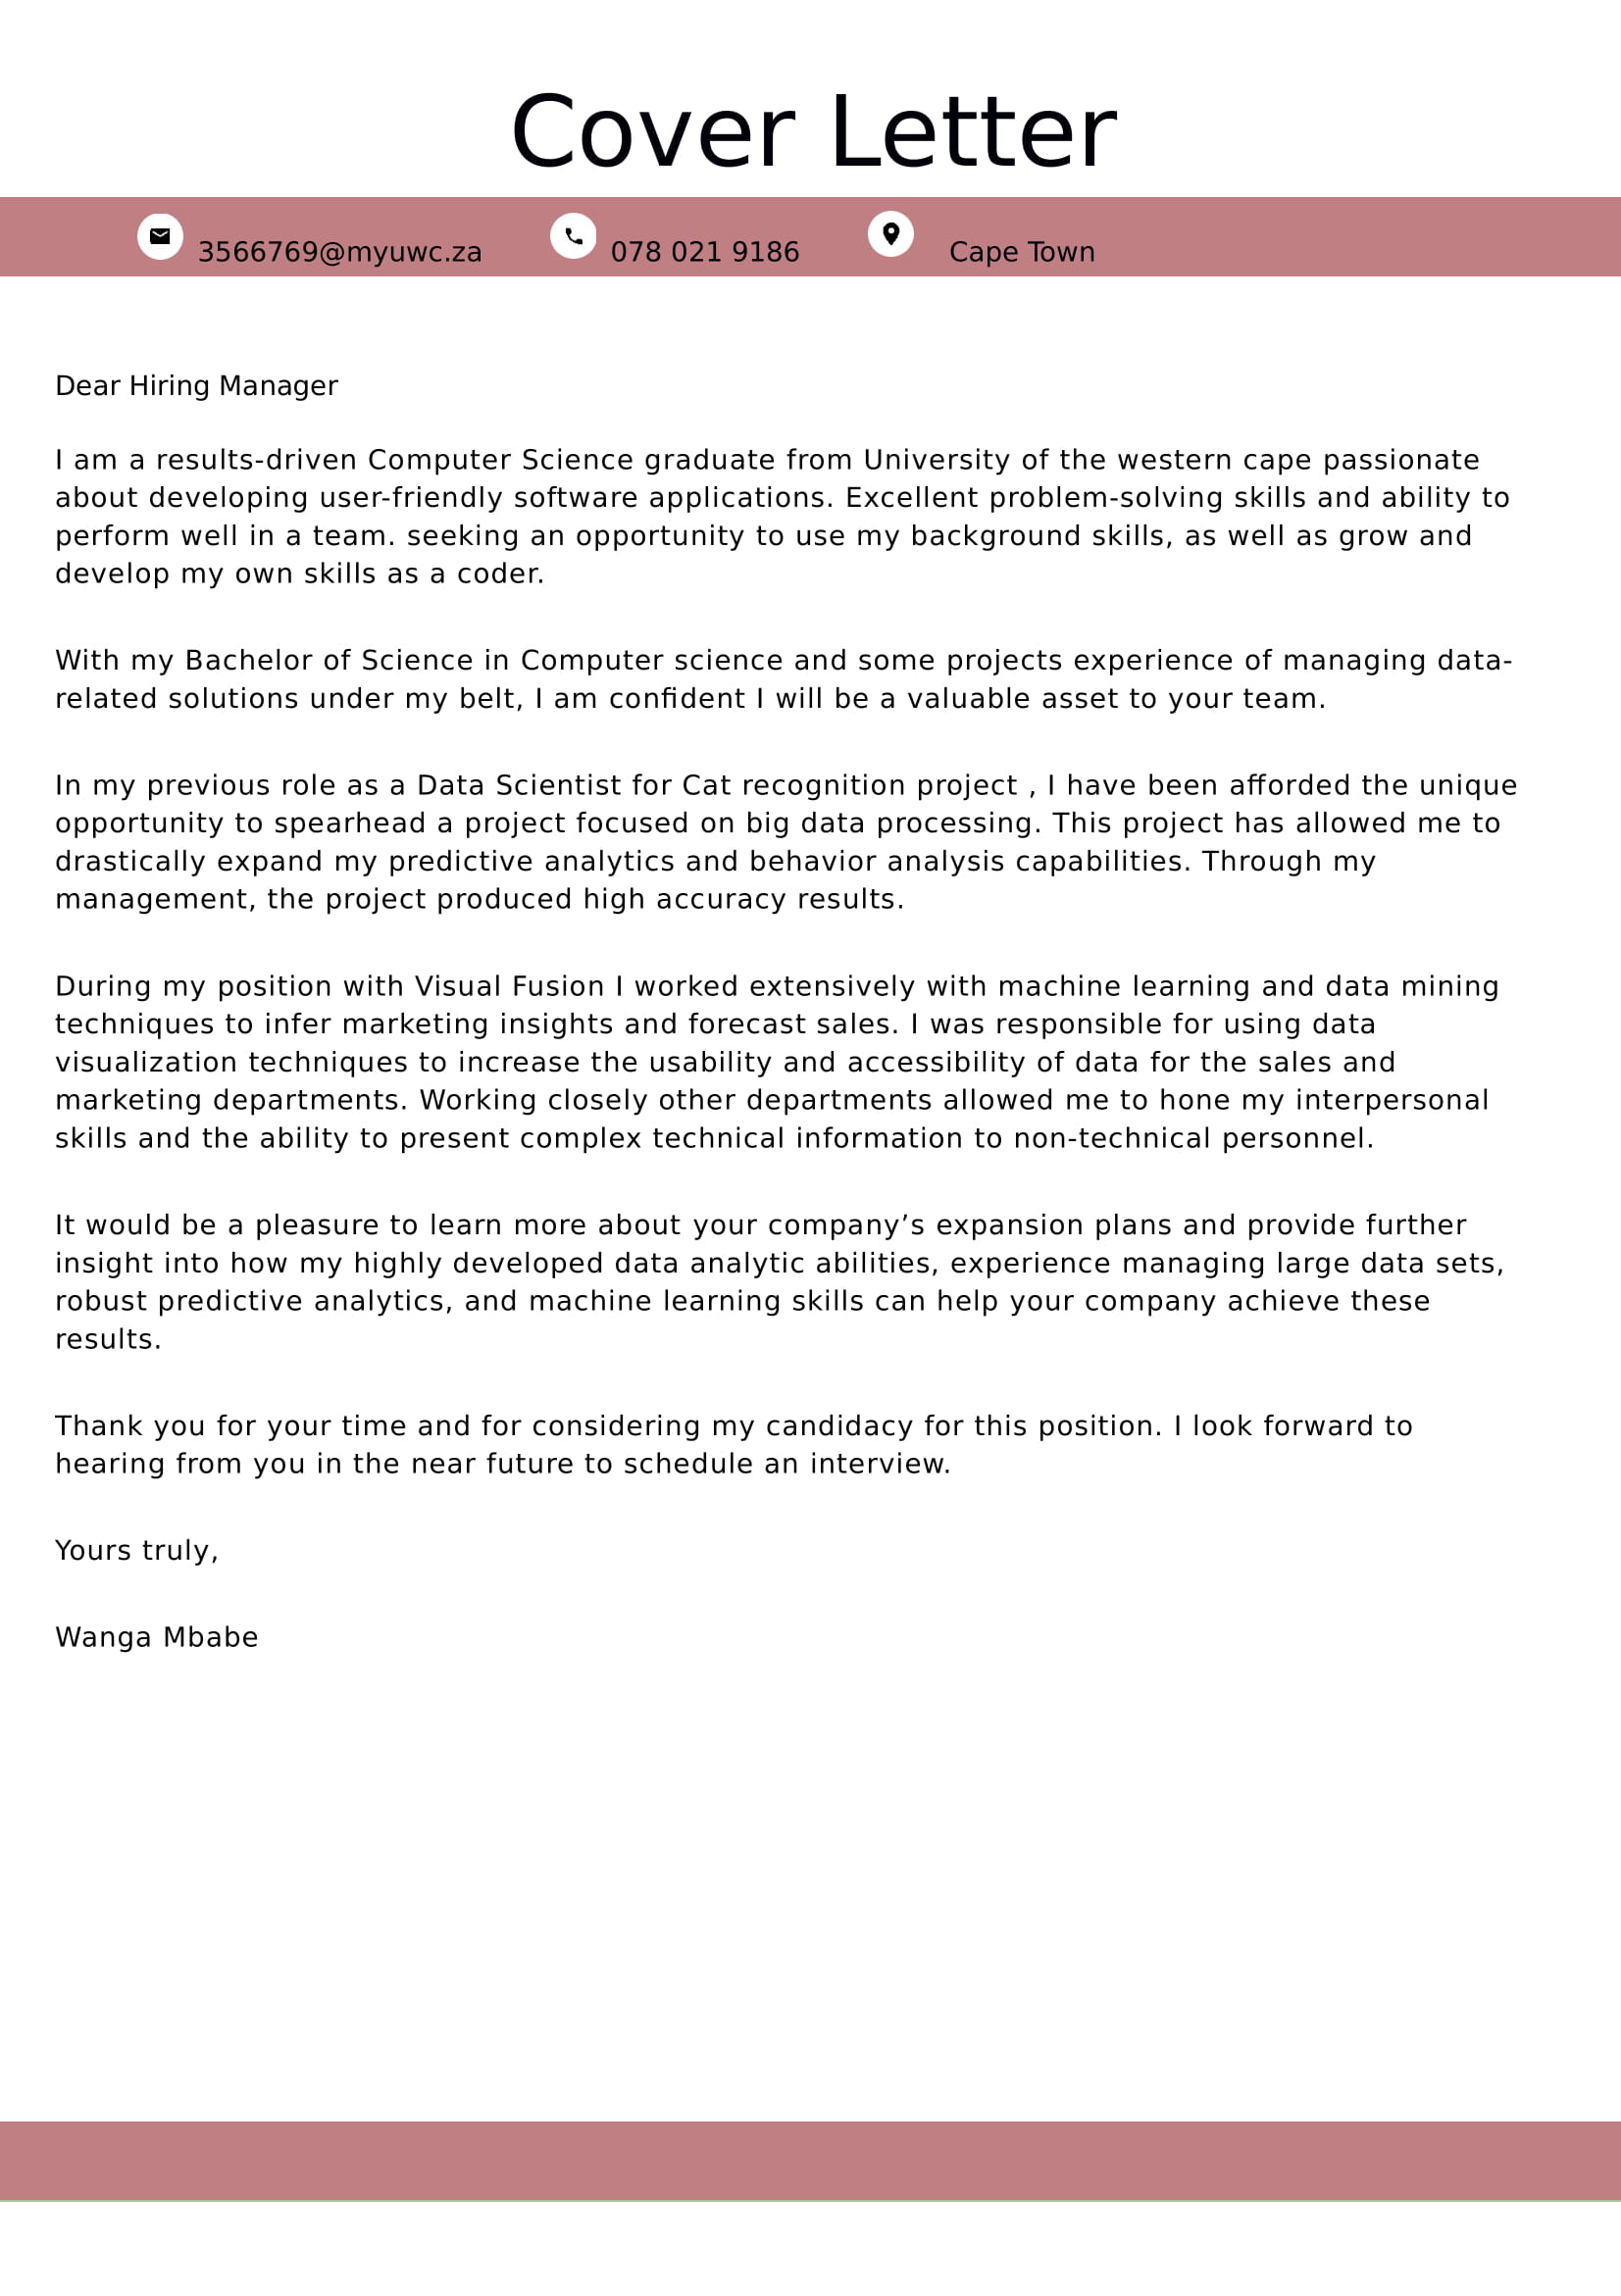 Cover Letter
3566769@myuwc.za 078 021 9186 Cape Town
Dear Hiring Manager
I am a results-driven Computer Science graduate from University of the western cape passionate
about developing user-friendly software applications. Excellent problem-solving skills and ability to
perform well in a team. seeking an opportunity to use my background skills, as well as grow and
develop my own skills as a coder.
With my Bachelor of Science in Computer science and some projects experience of managing data-
related solutions under my belt, I am confident I will be a valuable asset to your team.
In my previous role as a Data Scientist for Cat recognition project , I have been afforded the unique
opportunity to spearhead a project focused on big data processing. This project has allowed me to
drastically expand my predictive analytics and behavior analysis capabilities. Through my
management, the project produced high accuracy results.
During my position with Visual Fusion I worked extensively with machine learning and data mining
techniques to infer marketing insights and forecast sales. I was responsible for using data
visualization techniques to increase the usability and accessibility of data for the sales and
marketing departments. Working closely other departments allowed me to hone my interpersonal
skills and the ability to present complex technical information to non-technical personnel.
It would be a pleasure to learn more about your company’s expansion plans and provide further
insight into how my highly developed data analytic abilities, experience managing large data sets,
robust predictive analytics, and machine learning skills can help your company achieve these
results.
Thank you for your time and for considering my candidacy for this position. I look forward to
hearing from you in the near future to schedule an interview.
Yours truly,
Wanga Mbabe